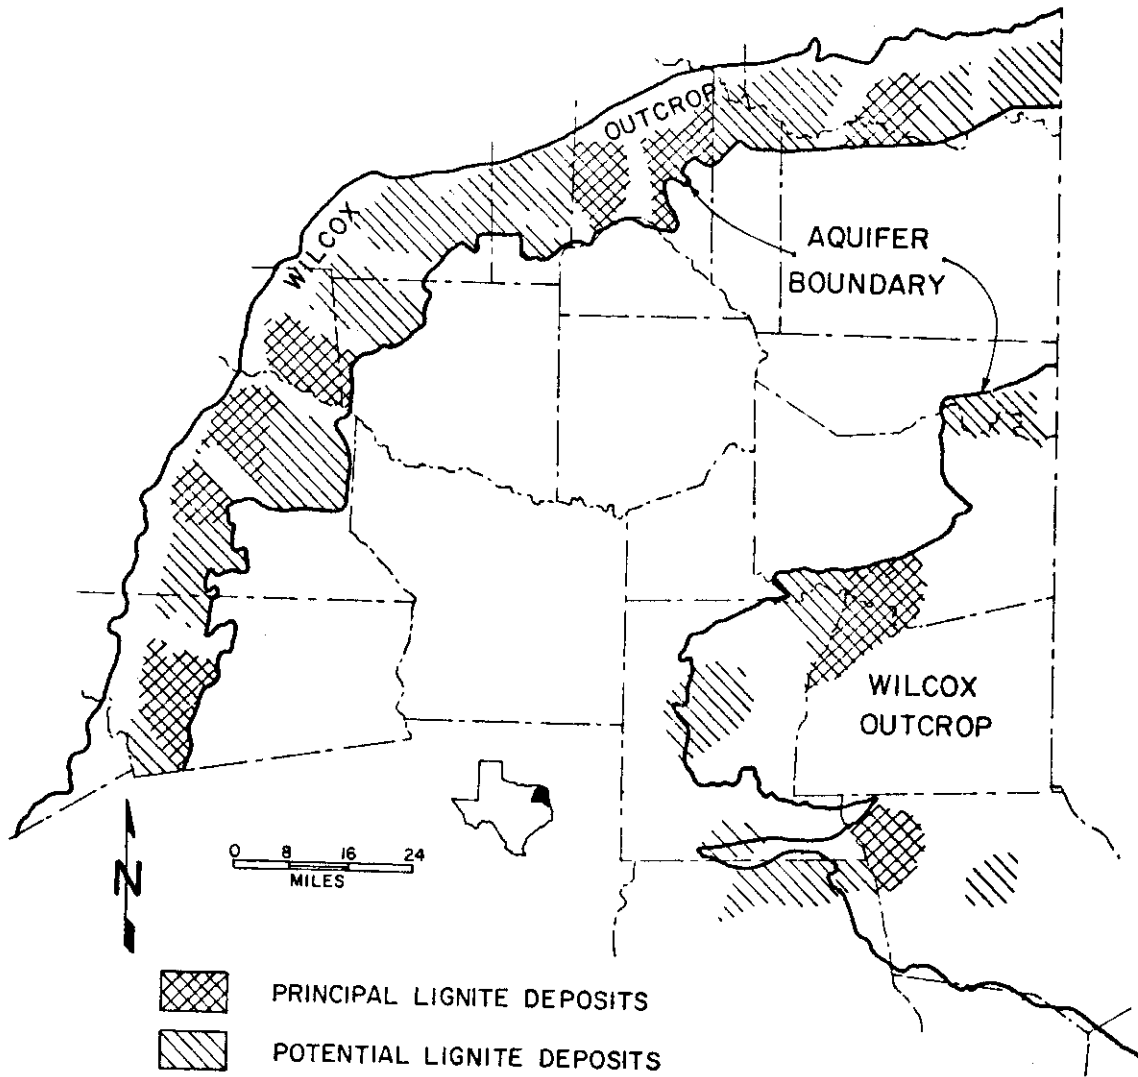 OUTCROP
WILCOX
AQUIFER
BOUNDARY
WILCOX
OUTCROP
N
0 8 16 24
MILES
PRINCIPAL LIGNITE DEPOSITS
POTENTIAL LIGNITE DEPOSITS